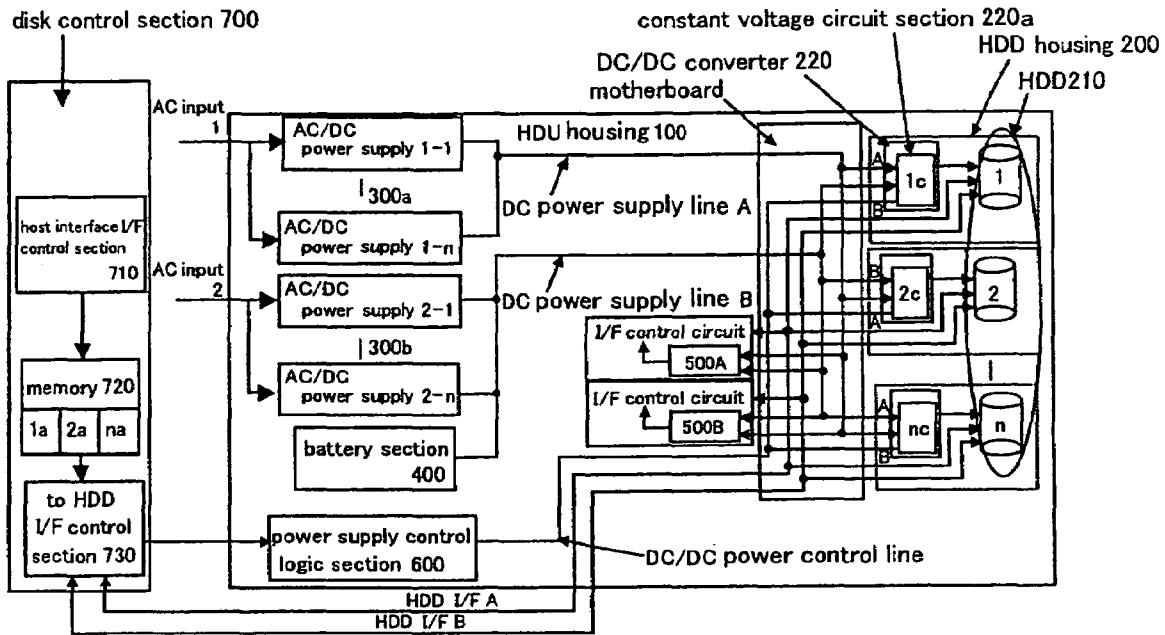 disk control section 700
constant voltage circuit section 220a
HDD housing 200
DC/DC converter 220
HDD210
motherboard
AC input
1
AC/DC
power supply 1-1
HDU housing 100
300a
DC power supply line A
AC/DC
power supply 1-n
host interface I/F
control section
710
AC input
2
AC/DC
power supply 2-1
DC power supply line B
300b
AC/DC
power supply 2-n
I/F control circuit
500A
I/F control circuit
500B
A
1c
B
1
B
2c
A
2
A
nc
B
n
memory 720
1a 2a na
battery section
400
to HDD
I/F control
section 730
power supply control
logic section 600
DC/DC power control line
HDD I/F A
HDD I/F B